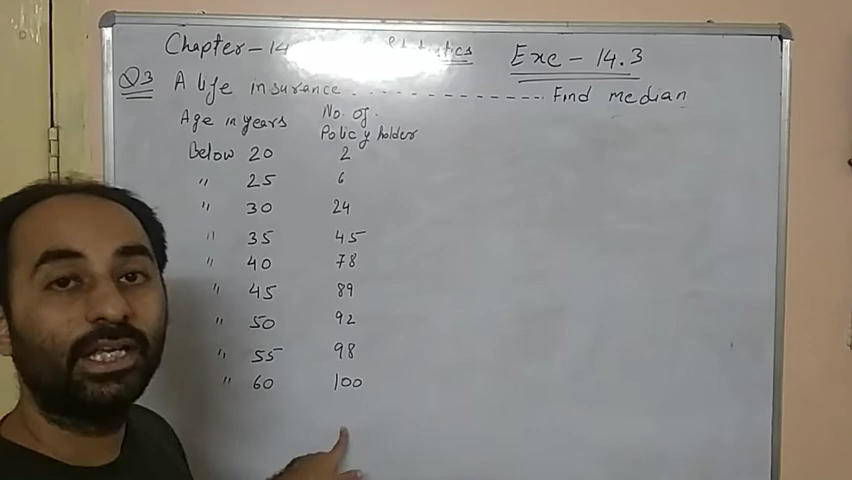 Chapter - 14 Statistics Exe - 14.3
Q3 A life insurance ---------------- Find median
Age in years No. of Policy holder
Below 20 2
" 25 6
" 30 24
" 35 45
" 40 78
" 45 89
" 50 92
" 55 98
" 60 100